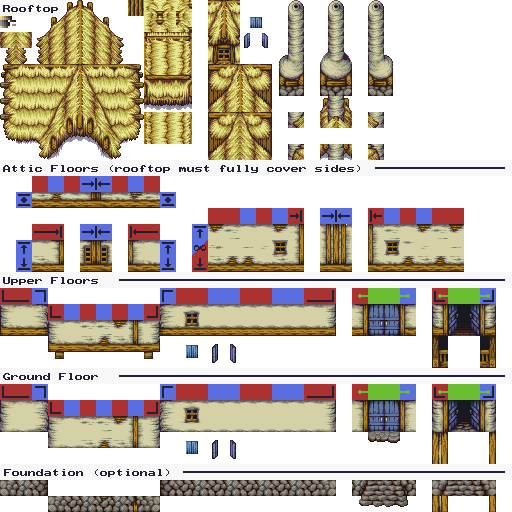 Rooftop
Attic Floors (rooftop must fully cover sides)
Upper Floors
Ground Floor
Foundation (optional)